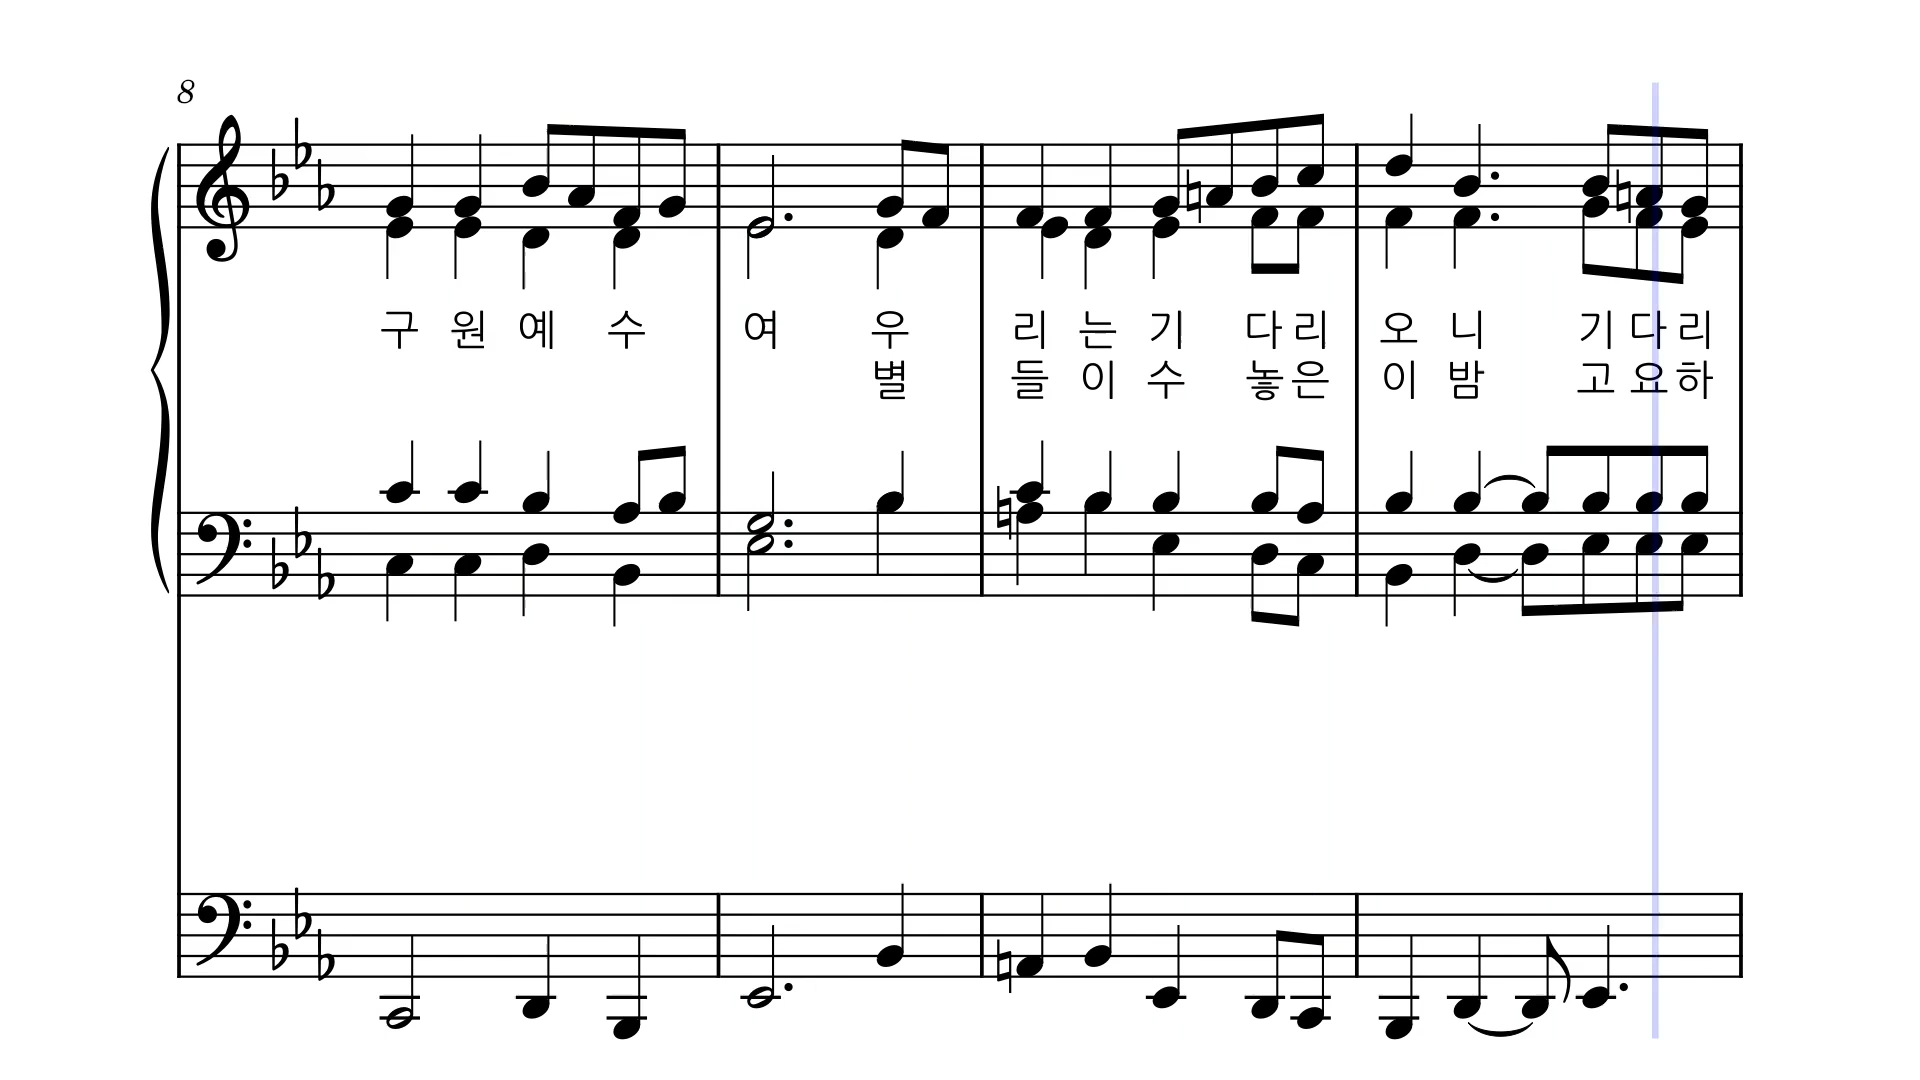 8
구 원 예 수 여 우 리 는 기 다 리 오 니 기 다 리
별 들 이 수 놓 은 이 밤 고 요 하